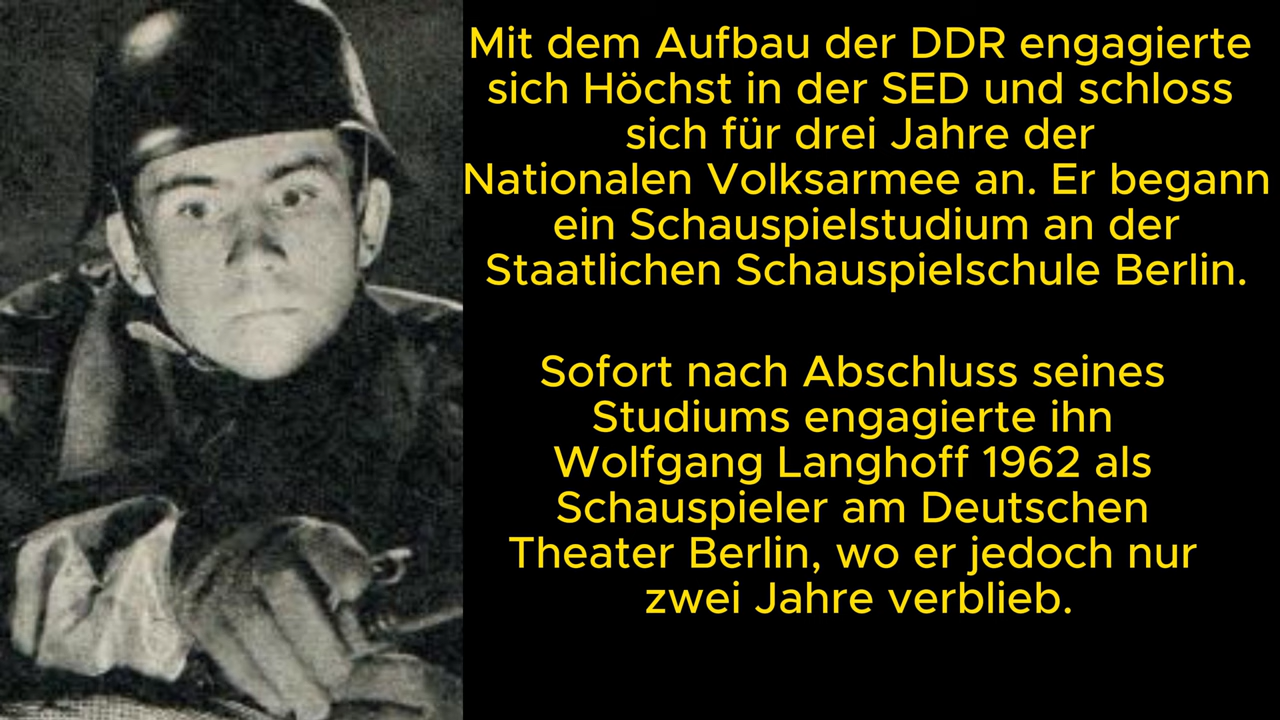 Mit dem Aufbau der DDR engagierte
sich Höchst in der SED und schloss
sich für drei Jahre der
Nationalen Volksarmee an. Er begann
ein Schauspielstudium an der
Staatlichen Schauspielschule Berlin.
Sofort nach Abschluss seines
Studiums engagierte ihn
Wolfgang Langhoff 1962 als
Schauspieler am Deutschen
Theater Berlin, wo er jedoch nur
zwei Jahre verblieb.